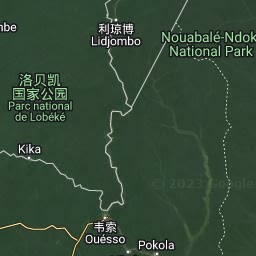 mbe
利琼博
Lidjombo
Nouabalé-Ndok
National Park
洛贝凯
国家公园
Parc national
de Lobéké
Kika
© 2023 Google
韦索
Ouésso
Pokola